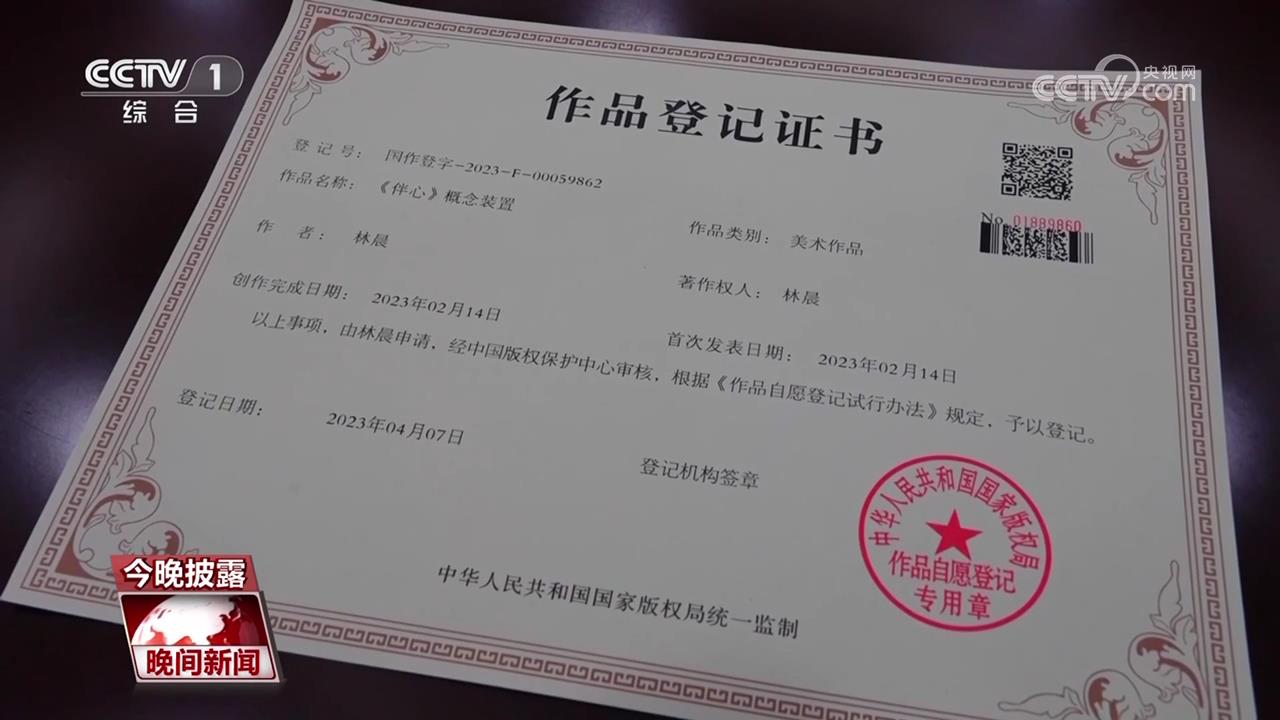 CCTV 1
综合
央视网
CCTV.com
作品登记证书
登记号: 国作登字-2023-F-00059862
作品名称: 《伴心》概念装置
作品类别: 美术作品
No. 01889860
作者: 林晨
著作权人: 林晨
创作完成日期: 2023年02月14日
首次发表日期: 2023年02月14日
以上事项,由林晨申请,经中国版权保护中心审核,根据《作品自愿登记试行办法》规定,予以登记。
登记日期: 2023年04月07日
登记机构签章
中华人民共和国国家版权局
作品自愿登记
专用章
中华人民共和国国家版权局统一监制
今晚披露
晚间新闻